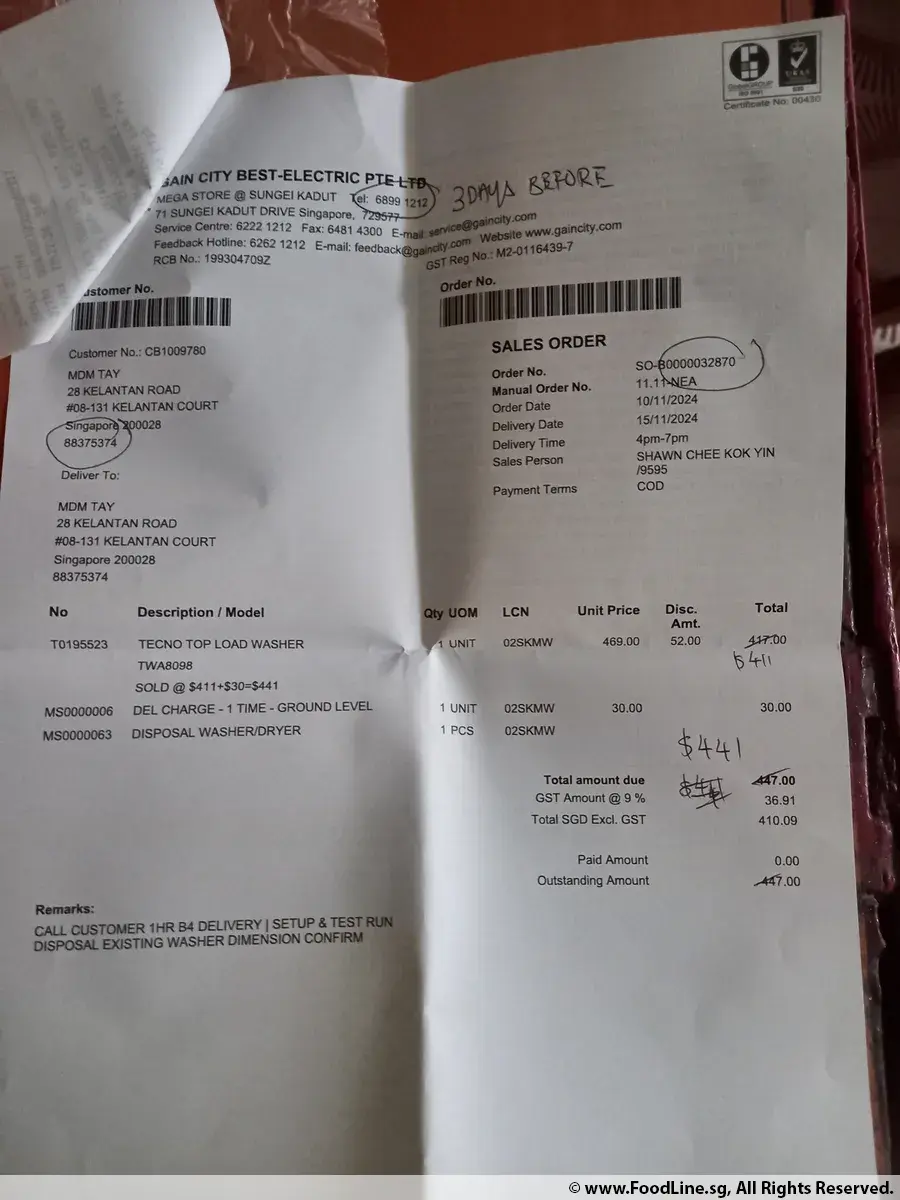 Certificate No: 00430
GAIN CITY BEST-ELECTRIC PTE LTD
MEGA STORE @ SUNGEI KADUT Tel: 6899 1212
3 DAYS BEFORE
71 SUNGEI KADUT DRIVE Singapore, 729577
Service Centre: 6222 1212 Fax: 6481 4300 E-mail: service@gaincity.com
Feedback Hotline: 6262 1212 E-mail: feedback@gaincity.com Website www.gaincity.com
RCB No.: 199304709Z GST Reg No.: M2-0116439-7
ustomer No.
Order No.
Customer No.: CB1009780
MDM TAY
28 KELANTAN ROAD
#08-131 KELANTAN COURT
Singapore 200028
88375374
SALES ORDER
Order No. SO-B0000032870
Manual Order No. 11.11-NEA
Order Date 10/11/2024
Delivery Date 15/11/2024
Delivery Time 4pm-7pm
Sales Person SHAWN CHEE KOK YIN
/9595
Payment Terms COD
Deliver To:
MDM TAY
28 KELANTAN ROAD
#08-131 KELANTAN COURT
Singapore 200028
88375374
No Description / Model Qty UOM LCN Unit Price Disc. Amt. Total
T0195523 TECNO TOP LOAD WASHER 1 UNIT 02SKMW 469.00 52.00 417.00
TWA8098 $411
SOLD @ $411+$30=$441
MS0000006 DEL CHARGE - 1 TIME - GROUND LEVEL 1 UNIT 02SKMW 30.00 30.00
MS0000063 DISPOSAL WASHER/DRYER 1 PCS 02SKMW
$441
Total amount due 447.00
GST Amount @ 9 % 36.91
Total SGD Excl. GST 410.09
Paid Amount 0.00
Outstanding Amount 447.00
Remarks:
CALL CUSTOMER 1HR B4 DELIVERY | SETUP & TEST RUN
DISPOSAL EXISTING WASHER DIMENSION CONFIRM
© www.FoodLine.sg, All Rights Reserved.